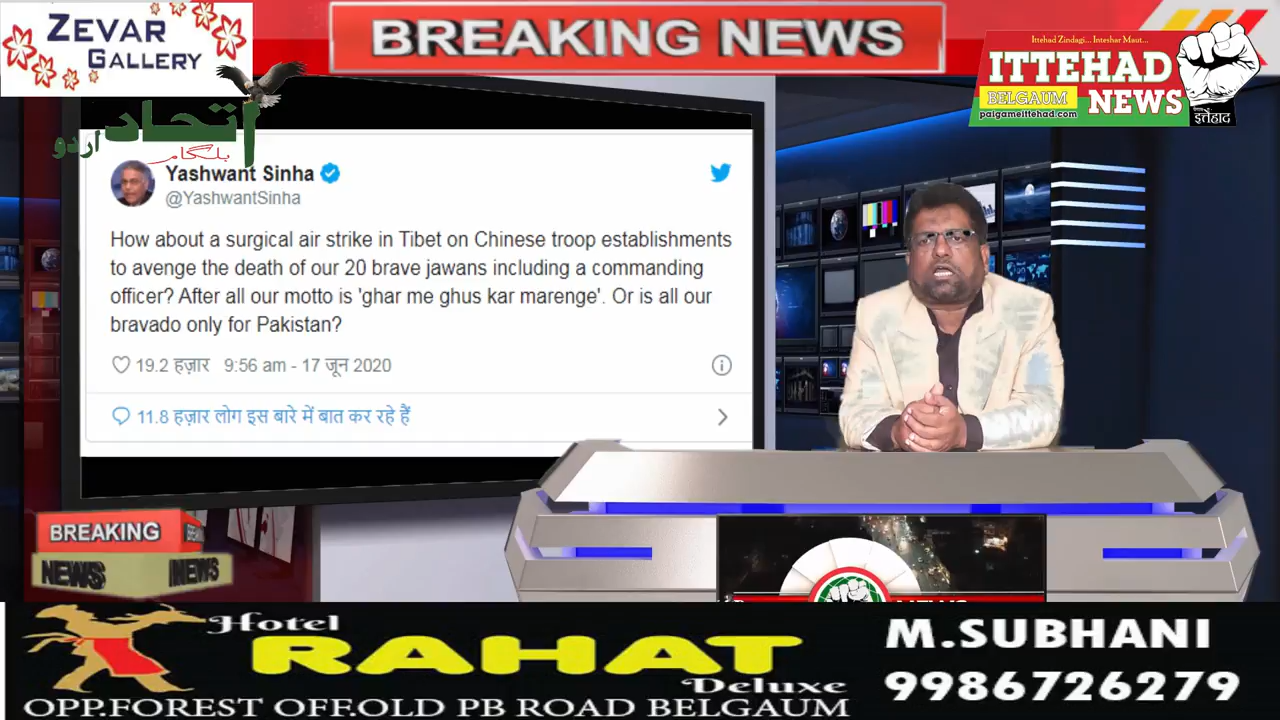 ZEVAR
GALLERY
BREAKING NEWS
Ittehad Zindagi... Inteshar Maut...
ITTEHAD
BELGAUM
NEWS
paigameittehad.com
इत्तेहाद
اتحاد
اردو
بلگام
Yashwant Sinha
@YashwantSinha
How about a surgical air strike in Tibet on Chinese troop establishments
to avenge the death of our 20 brave jawans including a commanding
officer? After all our motto is 'ghar me ghus kar marenge'. Or is all our
bravado only for Pakistan?
19.2 हज़ार 9:56 am - 17 जून 2020
11.8 हज़ार लोग इस बारे में बात कर रहे हैं
BREAKING
NEWS NEWS
NEWS
Hotel
RAHAT
Deluxe
OPP.FOREST OFF.OLD PB ROAD BELGAUM
M.SUBHANI
9986726279